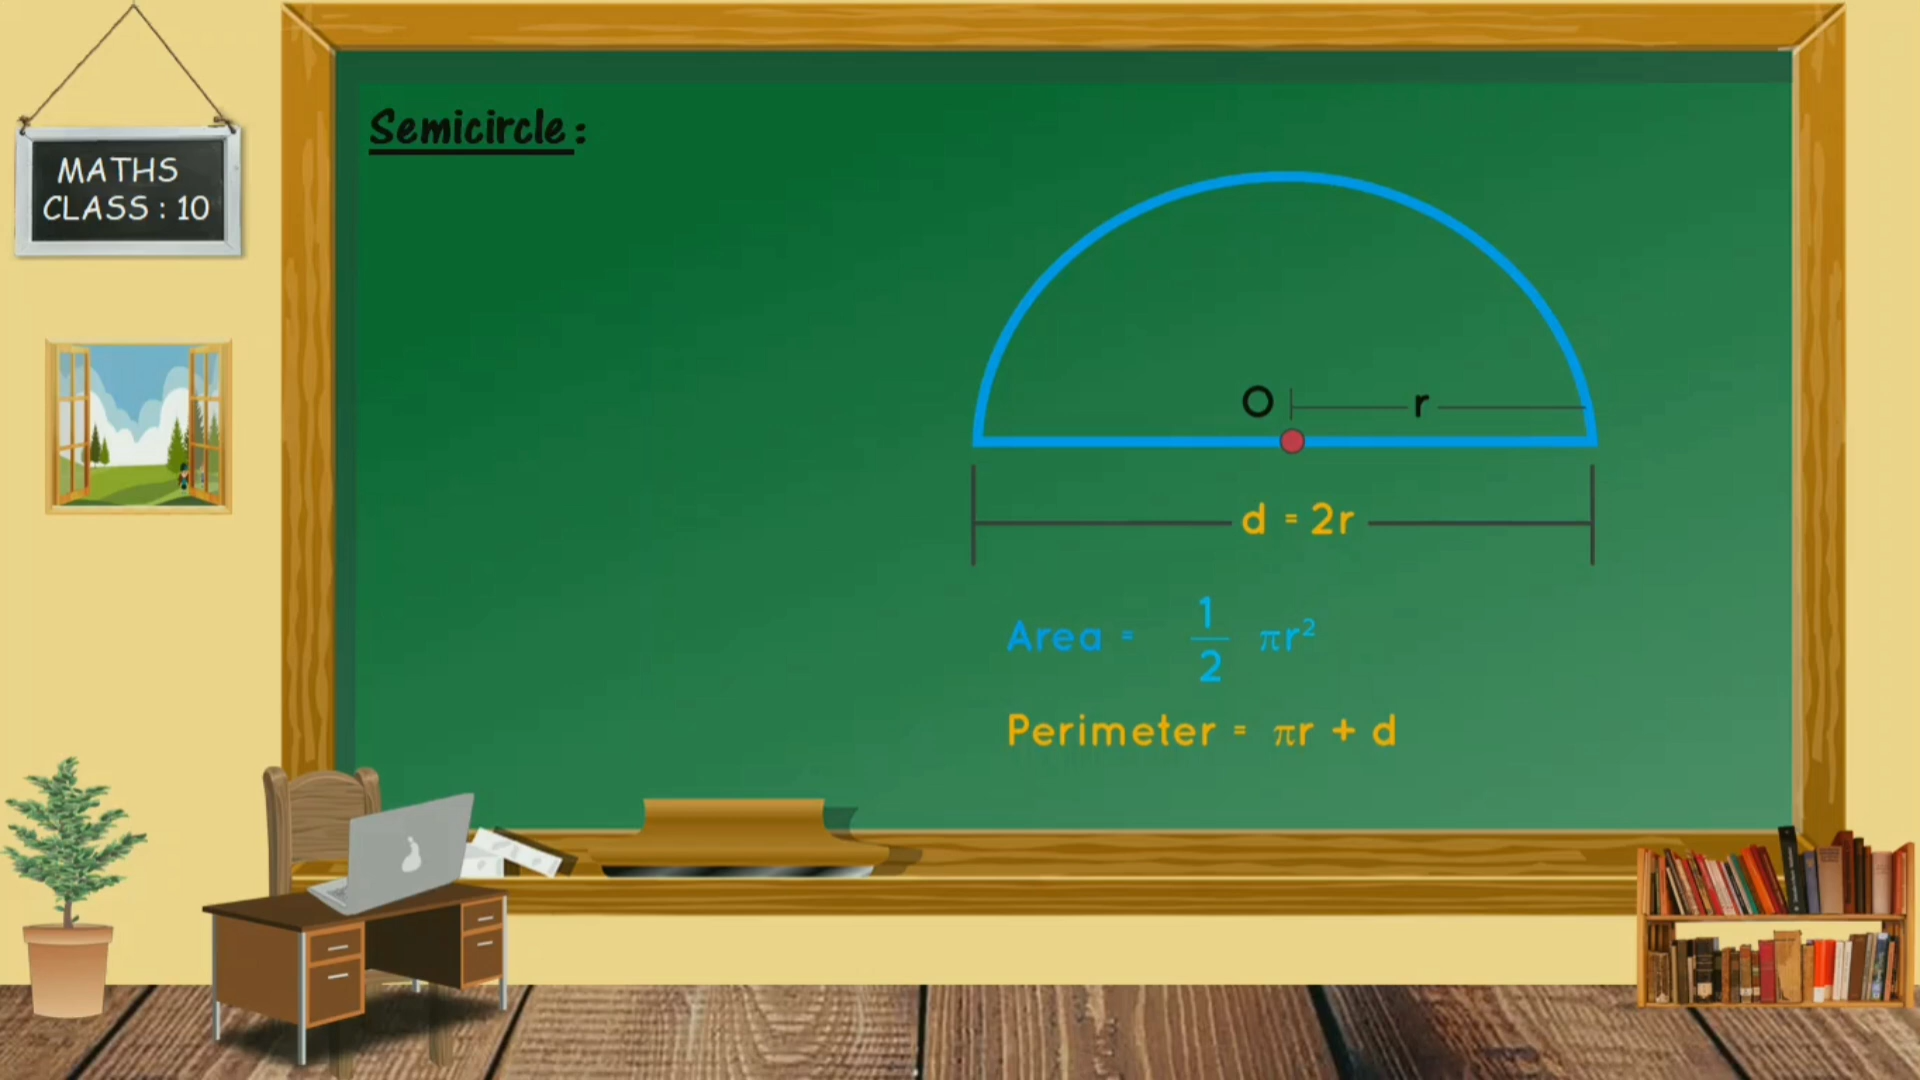 MATHS
CLASS : 10
Semicircle :
O
r
d = 2r
Area = 1/2 πr²
Perimeter = πr + d